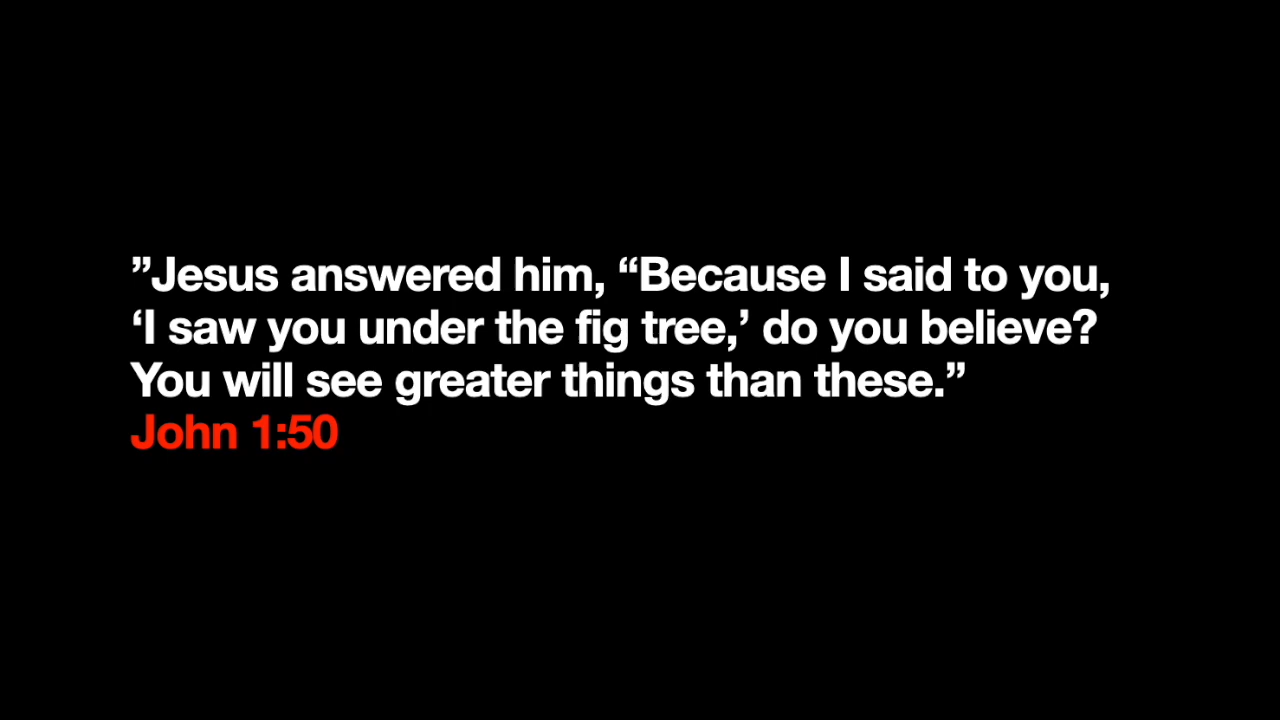 ”Jesus answered him, “Because I said to you,
‘I saw you under the fig tree,’ do you believe?
You will see greater things than these.”
John 1:50